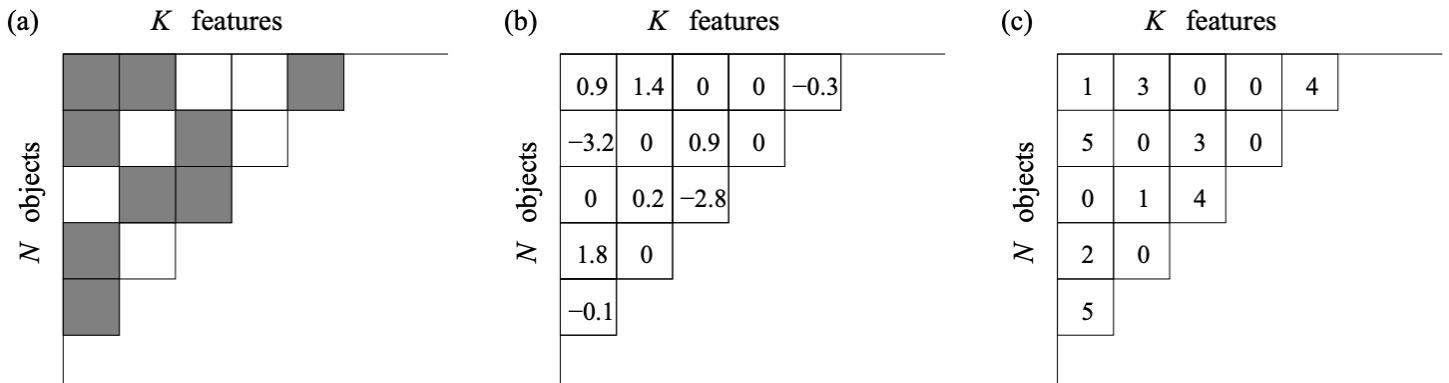 (a) K features
N objects
(b) K features
N objects
0.9 1.4 0 0 −0.3
−3.2 0 0.9 0
0 0.2 −2.8
1.8 0
−0.1
(c) K features
N objects
1 3 0 0 4
5 0 3 0
0 1 4
2 0
5